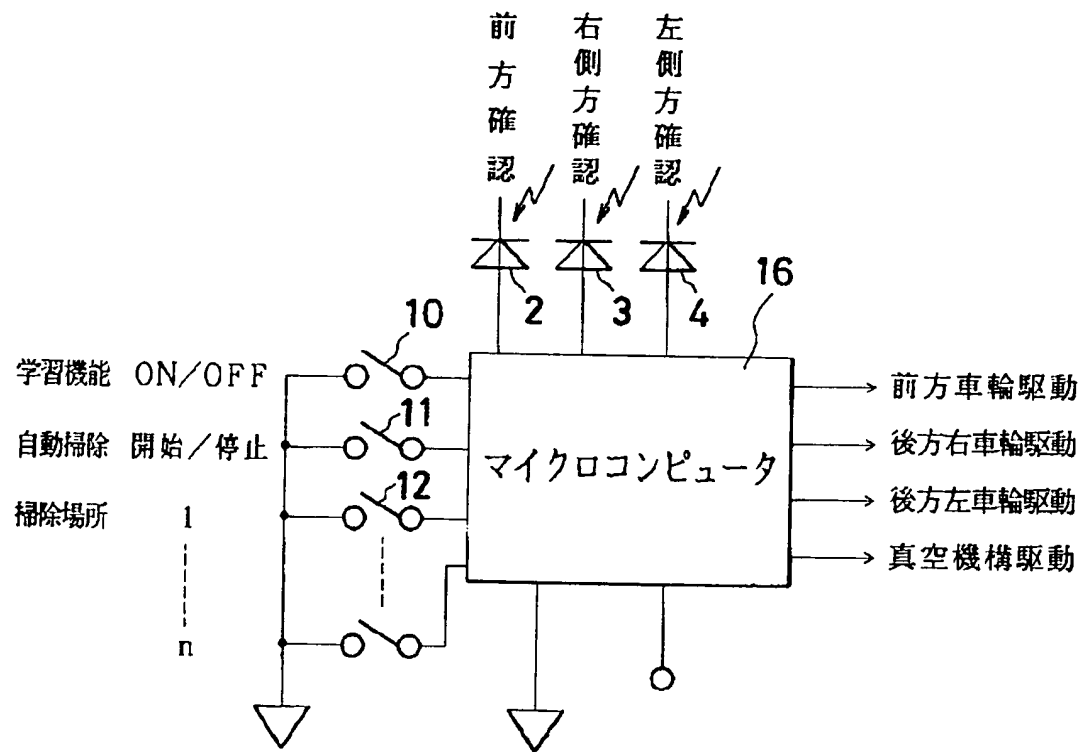 前方確認
右側方確認
左側方確認
2
3
4
16
10
学習機能 ON/OFF
前方車輪駆動
11
自動掃除 開始/停止
後方右車輪駆動
マイクロコンピュータ
12
掃除場所 1
後方左車輪駆動
真空機構駆動
n